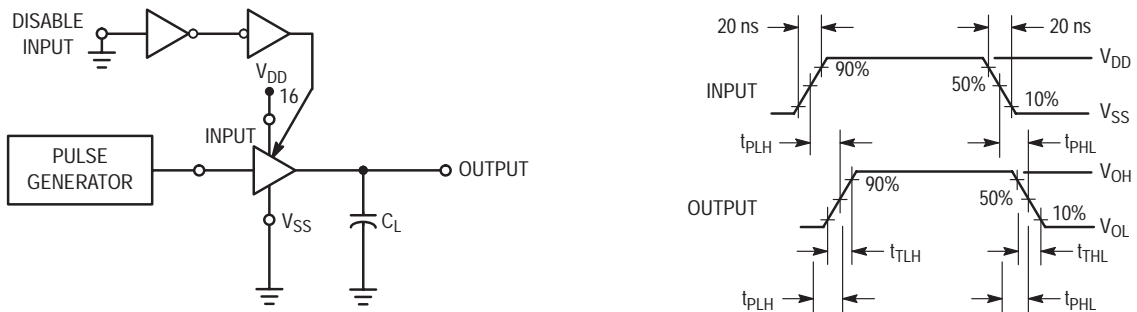 DISABLE
INPUT
V_DD
16
INPUT
PULSE
GENERATOR
OUTPUT
V_SS
C_L
20 ns
20 ns
V_DD
90%
INPUT
50%
10%
V_SS
t_PLH
t_PHL
V_OH
90%
OUTPUT
50%
10%
V_OL
t_TLH
t_THL
t_PLH
t_PHL